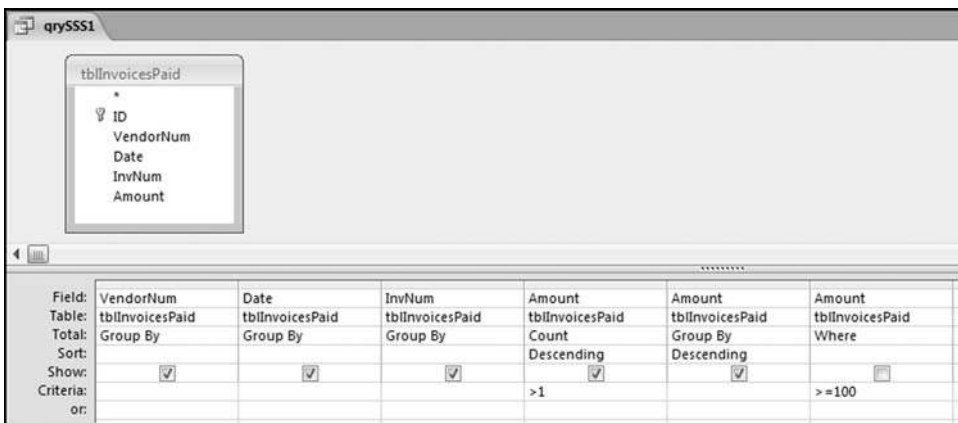 qrySSS1
tblInvoicesPaid
*
ID
VendorNum
Date
InvNum
Amount
Field: VendorNum Date InvNum Amount Amount Amount
Table: tblInvoicesPaid tblInvoicesPaid tblInvoicesPaid tblInvoicesPaid tblInvoicesPaid tblInvoicesPaid
Total: Group By Group By Group By Count Group By Where
Sort: Descending Descending
Show:
Criteria: >1 >=100
or: